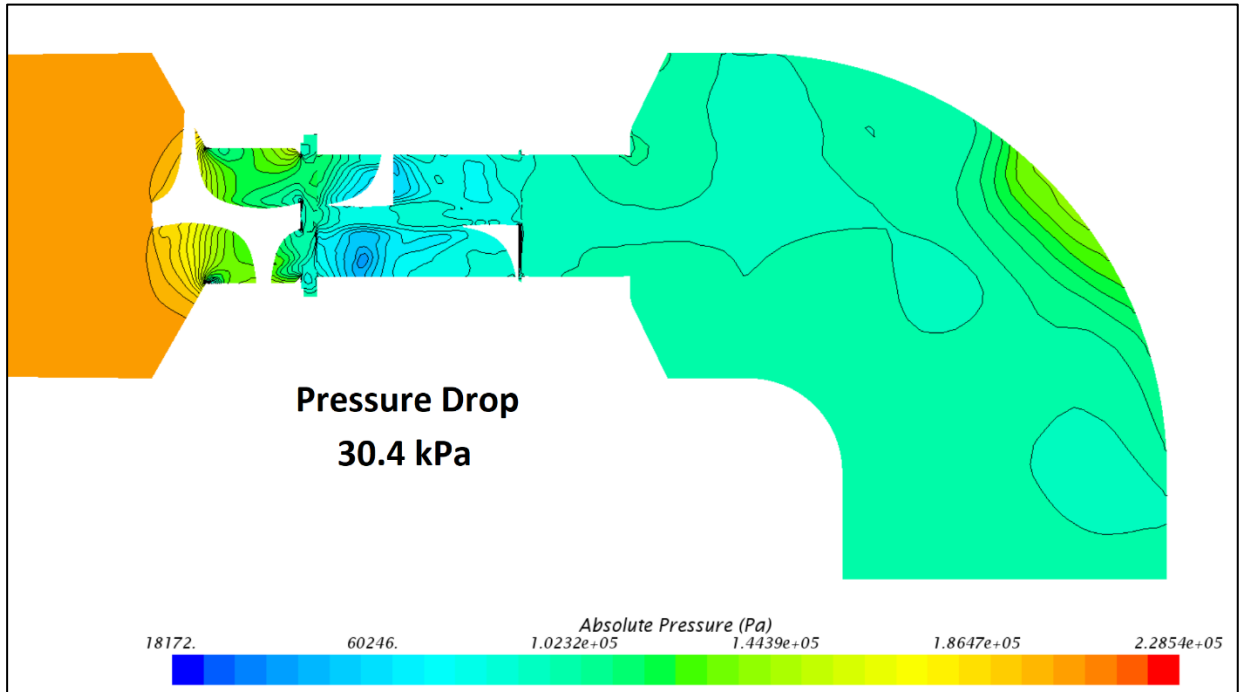 Pressure Drop
30.4 kPa
Absolute Pressure (Pa)
18172. 60246. 1.0232e+05 1.4439e+05 1.8647e+05 2.2854e+05